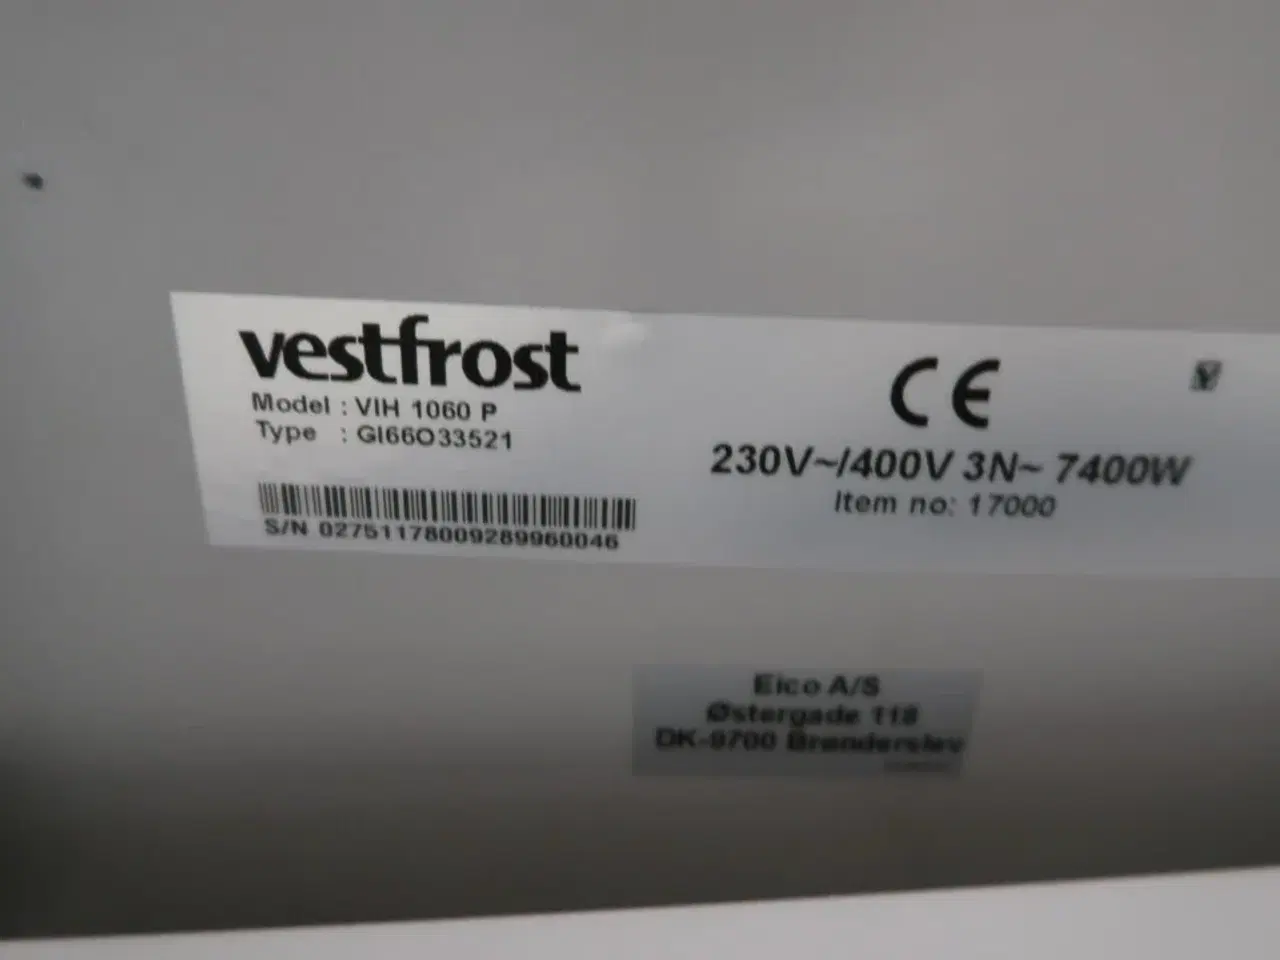 vestfrost
Model : VIH 1060 P
Type : GI66O33521
S/N 02751178009289960046
CE
230V~/400V 3N~ 7400W
Item no: 17000
Eico A/S
Østergade 118
DK-9700 Brønderslev